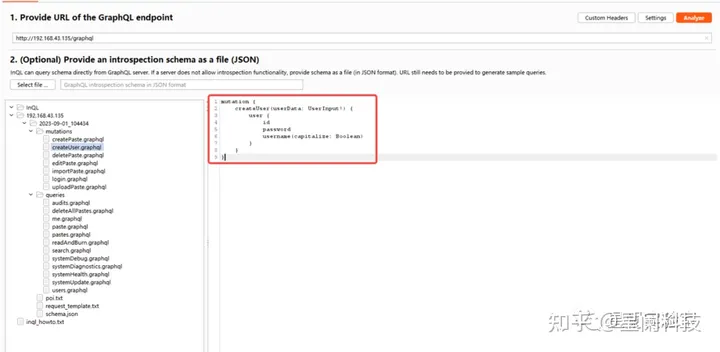 1. Provide URL of the GraphQL endpoint
Custom Headers
Settings
Analyze
http://192.168.43.135/graphql
2. (Optional) Provide an introspection schema as a file (JSON)
InQL can query schema directly from GraphQL server. If a server does not allow introspection functionality, provide schema as a file (in JSON format). URL still needs to be provied to generate sample queries.
Select file ...
GraphQL introspection schema in JSON format
InQL
192.168.43.135
2023-09-01_104434
mutations
createPaste.graphql
createUser.graphql
deletePaste.graphql
editPaste.graphql
importPaste.graphql
login.graphql
uploadPaste.graphql
queries
audits.graphql
deleteAllPastes.graphql
me.graphql
paste.graphql
pastes.graphql
readAndBurn.graphql
search.graphql
systemDebug.graphql
systemDiagnostics.graphql
systemHealth.graphql
systemUpdate.graphql
users.graphql
poi.txt
request_template.txt
schema.json
inql_howto.txt
1 mutation {
2 createUser(userData: UserInput!) {
3 user {
4 id
5 password
6 username(capitalize: Boolean)
7 }
8 }
9 }
知乎